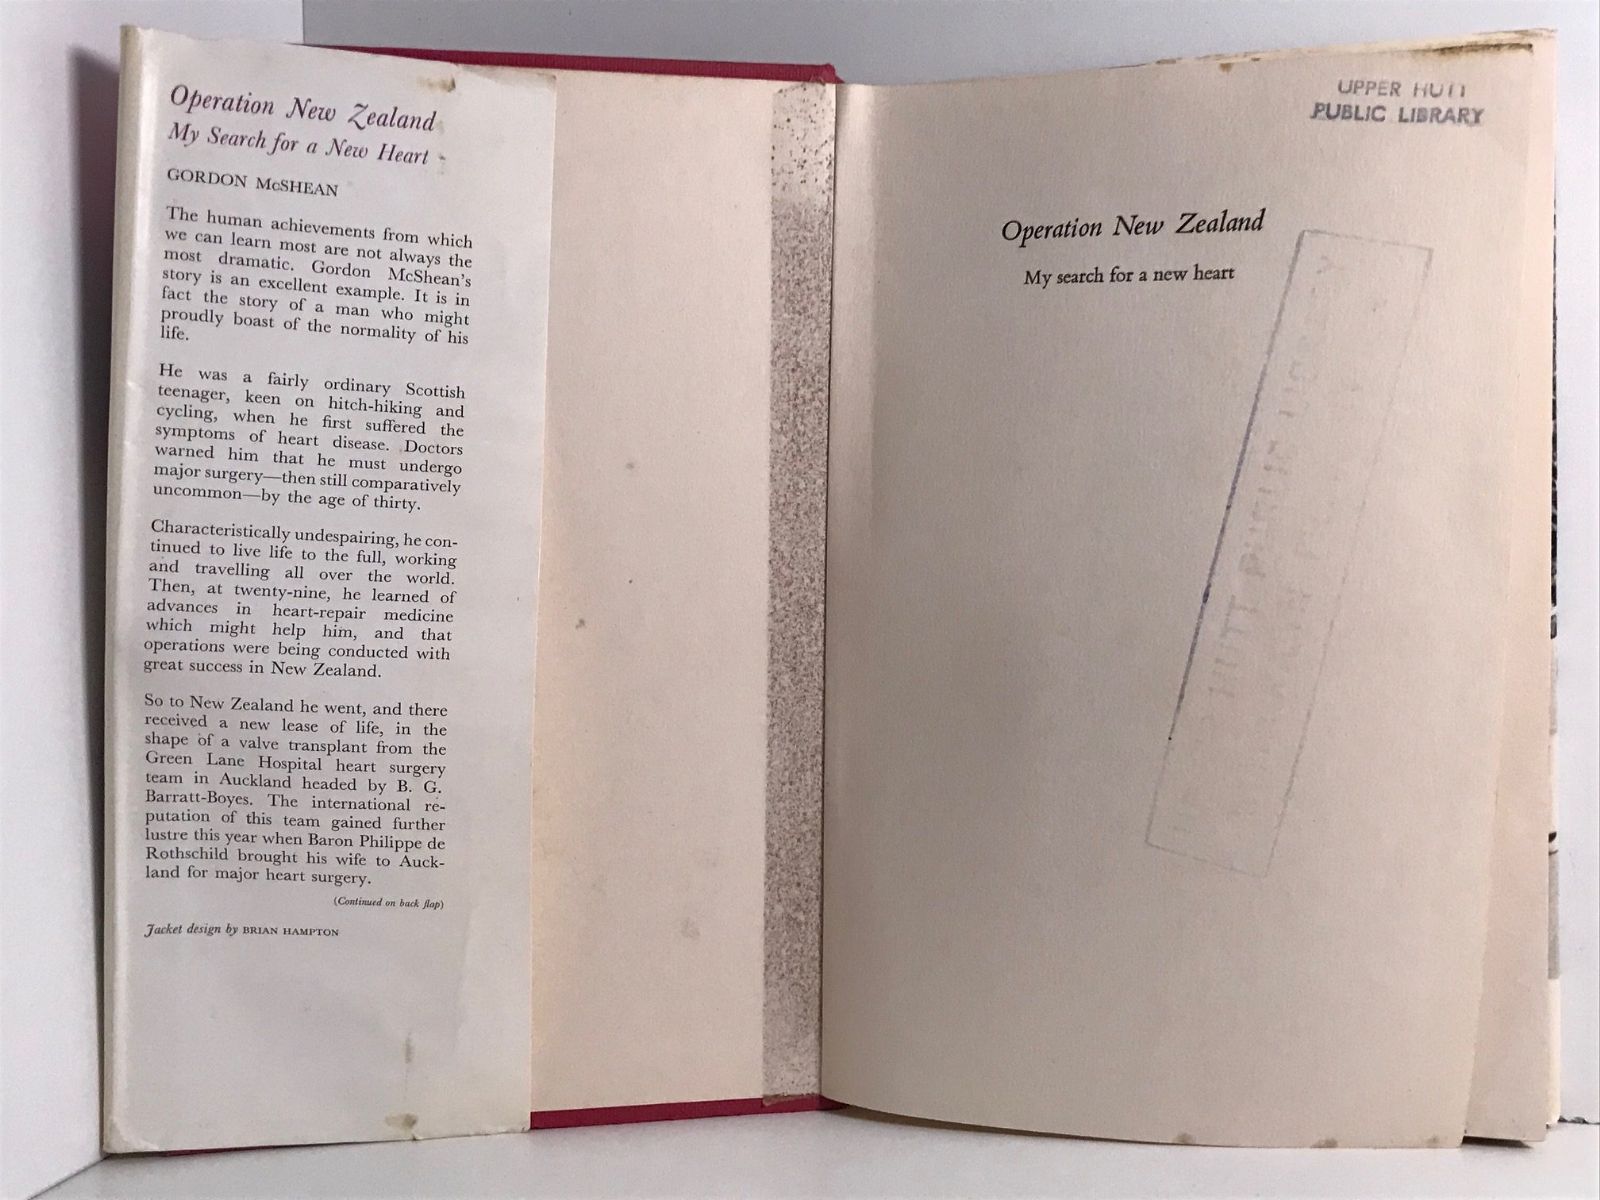 Operation New Zealand
My Search for a New Heart
GORDON McSHEAN
The human achievements from which
we can learn most are not always the
most dramatic. Gordon McShean's
story is an excellent example. It is in
fact the story of a man who might
proudly boast of the normality of his
life.
He was a fairly ordinary Scottish
teenager, keen on hitch-hiking and
cycling, when he first suffered the
symptoms of heart disease. Doctors
warned him that he must undergo
major surgery—then still comparatively
uncommon—by the age of thirty.
Characteristically undespairing, he con-
tinued to live life to the full, working
and travelling all over the world.
Then, at twenty-nine, he learned of
advances in heart-repair medicine
which might help him, and that
operations were being conducted with
great success in New Zealand.
So to New Zealand he went, and there
received a new lease of life, in the
shape of a valve transplant from the
Green Lane Hospital heart surgery
team in Auckland headed by B. G.
Barratt-Boyes. The international re-
putation of this team gained further
lustre this year when Baron Philippe de
Rothschild brought his wife to Auck-
land for major heart surgery.
(Continued on back flap)
Jacket design by BRIAN HAMPTON
UPPER HUTT
PUBLIC LIBRARY
Operation New Zealand
My search for a new heart